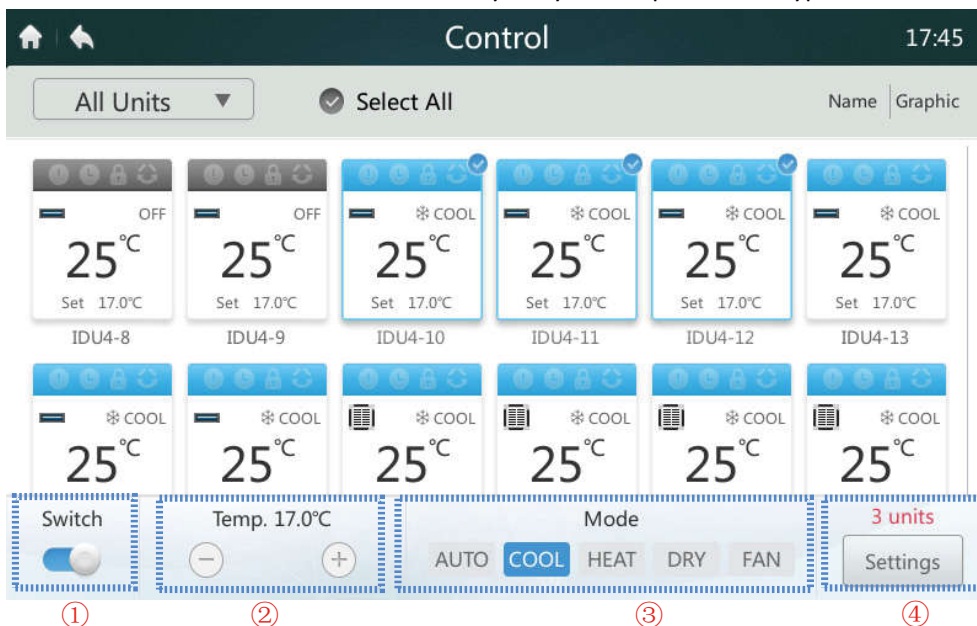 Control
17:45
All Units
Select All
Name Graphic
OFF OFF COOL COOL COOL COOL
25℃ 25℃ 25℃ 25℃ 25℃ 25℃
Set 17.0℃ Set 17.0℃ Set 17.0℃ Set 17.0℃ Set 17.0℃ Set 17.0℃
IDU4-8 IDU4-9 IDU4-10 IDU4-11 IDU4-12 IDU4-13
COOL COOL COOL COOL COOL COOL
25℃ 25℃ 25℃ 25℃ 25℃ 25℃
Switch Temp. 17.0℃ Mode 3 units
AUTO COOL HEAT DRY FAN Settings
① ② ③ ④